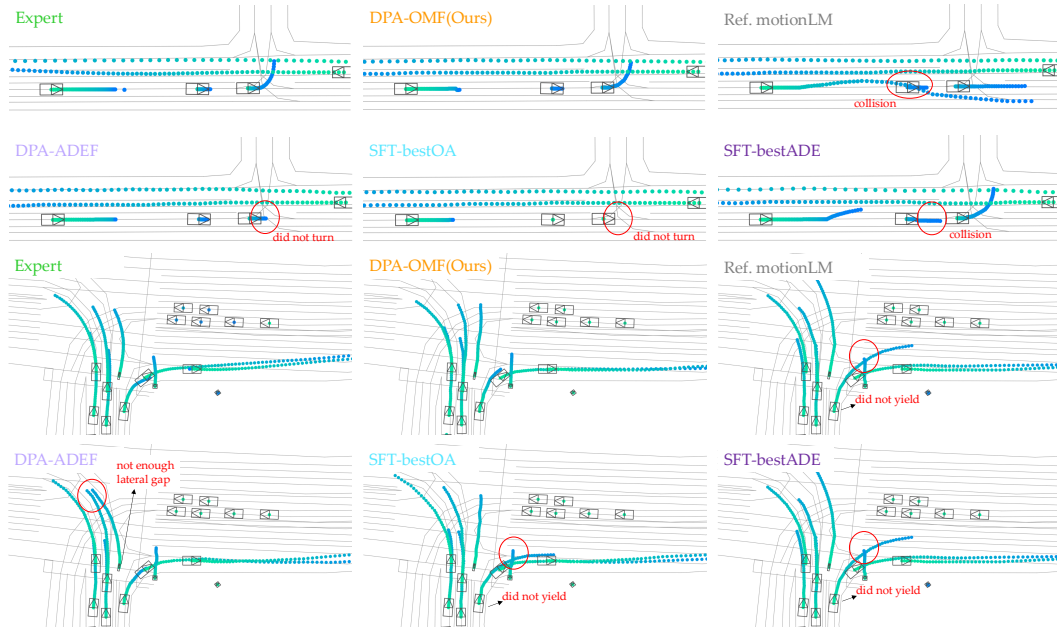 Expert
DPA-OMF(Ours)
Ref. motionLM
collision
DPA-ADEF
SFT-bestOA
SFT-bestADE
did not turn
did not turn
collision
Expert
DPA-OMF(Ours)
Ref. motionLM
did not yield
DPA-ADEF
not enough
lateral gap
SFT-bestOA
SFT-bestADE
did not yield
did not yield